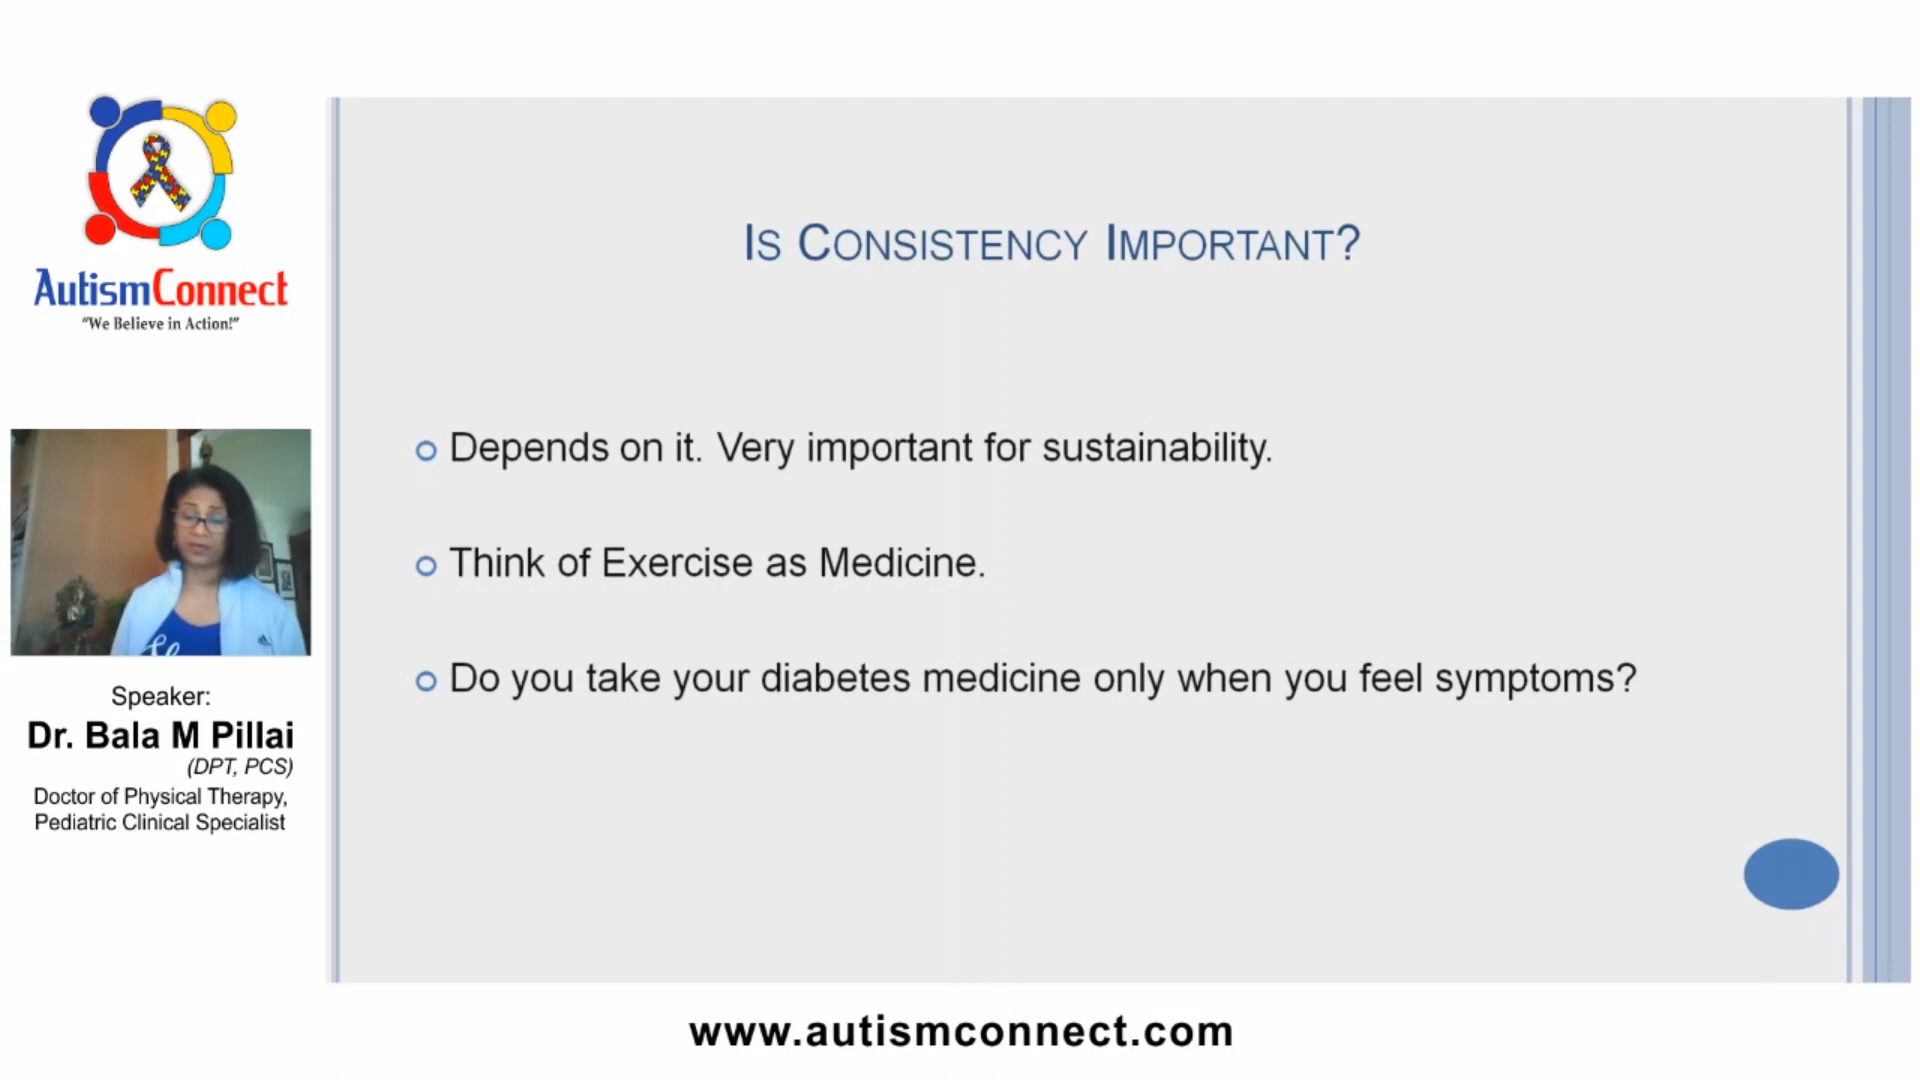 AutismConnect
"We Believe in Action!"
Speaker:
Dr. Bala M Pillai
(DPT, PCS)
Doctor of Physical Therapy,
Pediatric Clinical Specialist
IS CONSISTENCY IMPORTANT?
Depends on it. Very important for sustainability.
Think of Exercise as Medicine.
Do you take your diabetes medicine only when you feel symptoms?
www.autismconnect.com